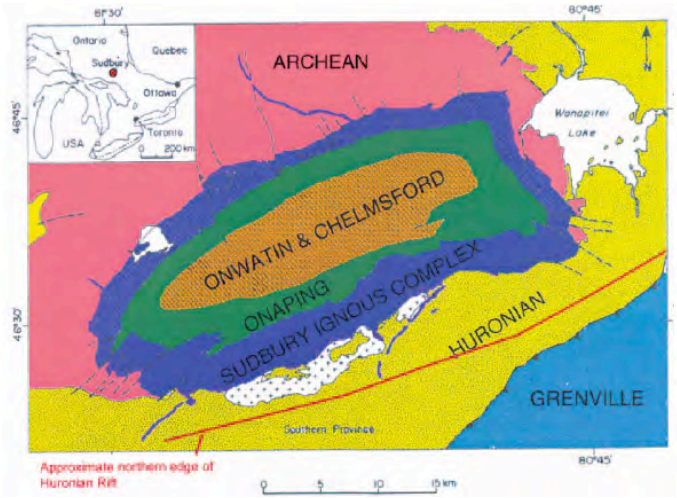 81°30'
80°45'
Ontario
Quebec
Sudbury
Ottawa
USA
Toronto
0 200 km
ARCHEAN
N
Wanapitei
Lake
46°45'
ONWATIN & CHELMSFORD
ONAPING
SUDBURY IGNOUS COMPLEX
HURONIAN
46°30'
GRENVILLE
Southern Province
Approximate northern edge of
Huronian Rift
80°45'
0 5 10 15 km